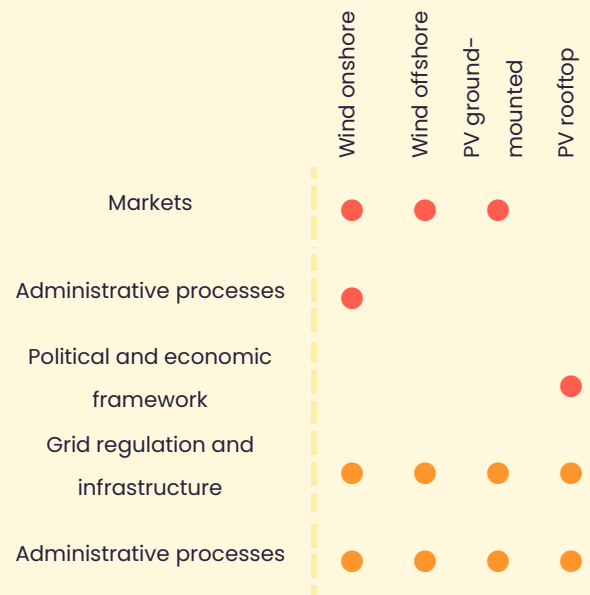 Wind onshore
Wind offshore
PV ground-
mounted
PV rooftop
Markets
Administrative processes
Political and economic
framework
Grid regulation and
infrastructure
Administrative processes